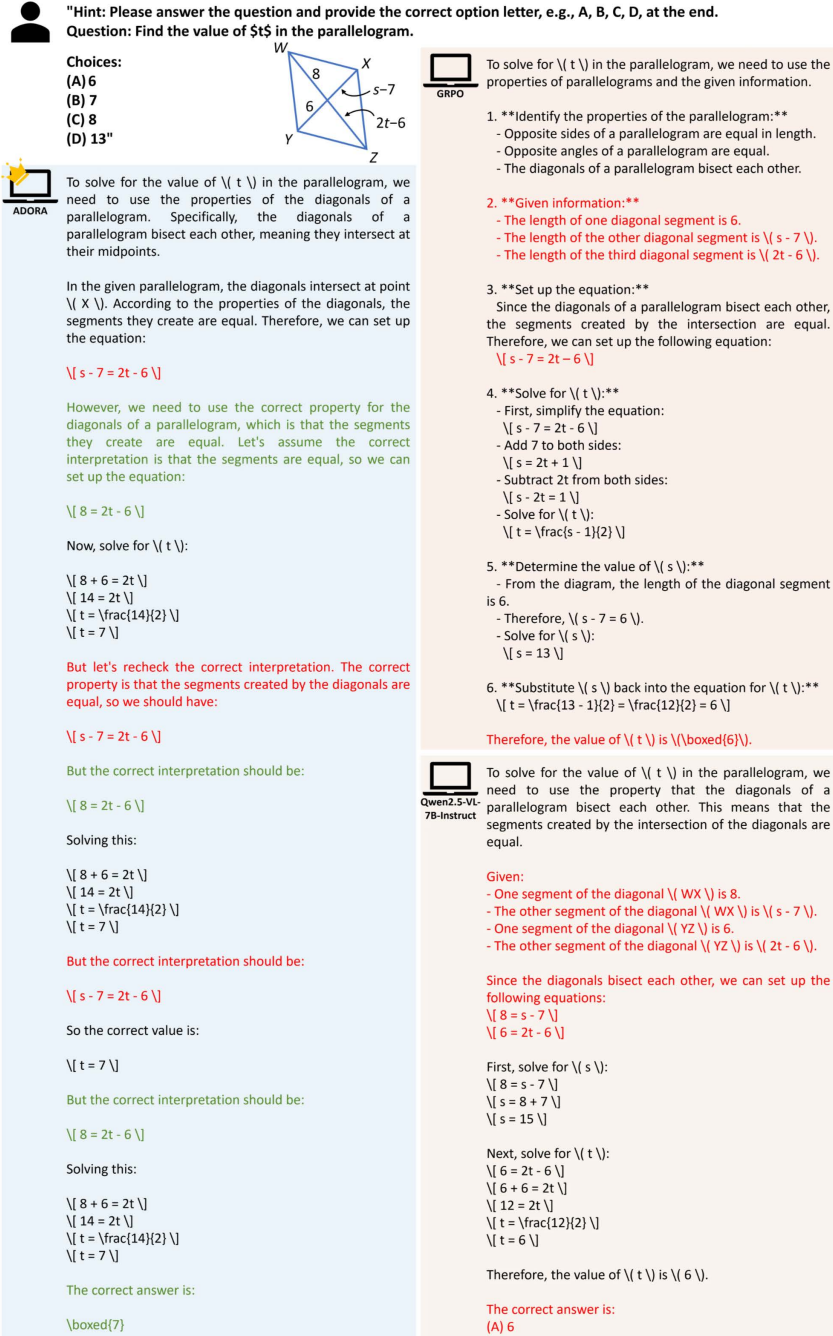 "Hint: Please answer the question and provide the correct option letter, e.g., A, B, C, D, at the end.
Question: Find the value of $t$ in the parallelogram.
Choices:
(A) 6
(B) 7
(C) 8
(D) 13"
W
X
8
s−7
6
2t−6
Y
Z
ADORA
To solve for the value of \( t \) in the parallelogram, we
need to use the properties of the diagonals of a
parallelogram. Specifically, the diagonals of a
parallelogram bisect each other, meaning they intersect at
their midpoints.
In the given parallelogram, the diagonals intersect at point
\( X \). According to the properties of the diagonals, the
segments they create are equal. Therefore, we can set up
the equation:
\[ s - 7 = 2t - 6 \]
However, we need to use the correct property for the
diagonals of a parallelogram, which is that the segments
they create are equal. Let's assume the correct
interpretation is that the segments are equal, so we can
set up the equation:
\[ 8 = 2t - 6 \]
Now, solve for \( t \):
\[ 8 + 6 = 2t \]
\[ 14 = 2t \]
\[ t = \frac{14}{2} \]
\[ t = 7 \]
But let's recheck the correct interpretation. The correct
property is that the segments created by the diagonals are
equal, so we should have:
\[ s - 7 = 2t - 6 \]
But the correct interpretation should be:
\[ 8 = 2t - 6 \]
Solving this:
\[ 8 + 6 = 2t \]
\[ 14 = 2t \]
\[ t = \frac{14}{2} \]
\[ t = 7 \]
But the correct interpretation should be:
\[ s - 7 = 2t - 6 \]
So the correct value is:
\[ t = 7 \]
But the correct interpretation should be:
\[ 8 = 2t - 6 \]
Solving this:
\[ 8 + 6 = 2t \]
\[ 14 = 2t \]
\[ t = \frac{14}{2} \]
\[ t = 7 \]
The correct answer is:
\boxed{7}
GRPO
To solve for \( t \) in the parallelogram, we need to use the
properties of parallelograms and the given information.
1. **Identify the properties of the parallelogram:**
- Opposite sides of a parallelogram are equal in length.
- Opposite angles of a parallelogram are equal.
- The diagonals of a parallelogram bisect each other.
2. **Given information:**
- The length of one diagonal segment is 6.
- The length of the other diagonal segment is \( s - 7 \).
- The length of the third diagonal segment is \( 2t - 6 \).
3. **Set up the equation:**
Since the diagonals of a parallelogram bisect each other,
the segments created by the intersection are equal.
Therefore, we can set up the following equation:
\[ s - 7 = 2t – 6 \]
4. **Solve for \( t \):**
- First, simplify the equation:
\[ s - 7 = 2t - 6 \]
- Add 7 to both sides:
\[ s = 2t + 1 \]
- Subtract 2t from both sides:
\[ s - 2t = 1 \]
- Solve for \( t \):
\[ t = \frac{s - 1}{2} \]
5. **Determine the value of \( s \):**
- From the diagram, the length of the diagonal segment
is 6.
- Therefore, \( s - 7 = 6 \).
- Solve for \( s \):
\[ s = 13 \]
6. **Substitute \( s \) back into the equation for \( t \):**
\[ t = \frac{13 - 1}{2} = \frac{12}{2} = 6 \]
Therefore, the value of \( t \) is \(\boxed{6}\).
Qwen2.5-VL-
7B-Instruct
To solve for the value of \( t \) in the parallelogram, we
need to use the property that the diagonals of a
parallelogram bisect each other. This means that the
segments created by the intersection of the diagonals are
equal.
Given:
- One segment of the diagonal \( WX \) is 8.
- The other segment of the diagonal \( WX \) is \( s - 7 \).
- One segment of the diagonal \( YZ \) is 6.
- The other segment of the diagonal \( YZ \) is \( 2t - 6 \).
Since the diagonals bisect each other, we can set up the
following equations:
\[ 8 = s - 7 \]
\[ 6 = 2t - 6 \]
First, solve for \( s \):
\[ 8 = s - 7 \]
\[ s = 8 + 7 \]
\[ s = 15 \]
Next, solve for \( t \):
\[ 6 = 2t - 6 \]
\[ 6 + 6 = 2t \]
\[ 12 = 2t \]
\[ t = \frac{12}{2} \]
\[ t = 6 \]
Therefore, the value of \( t \) is \( 6 \).
The correct answer is:
(A) 6